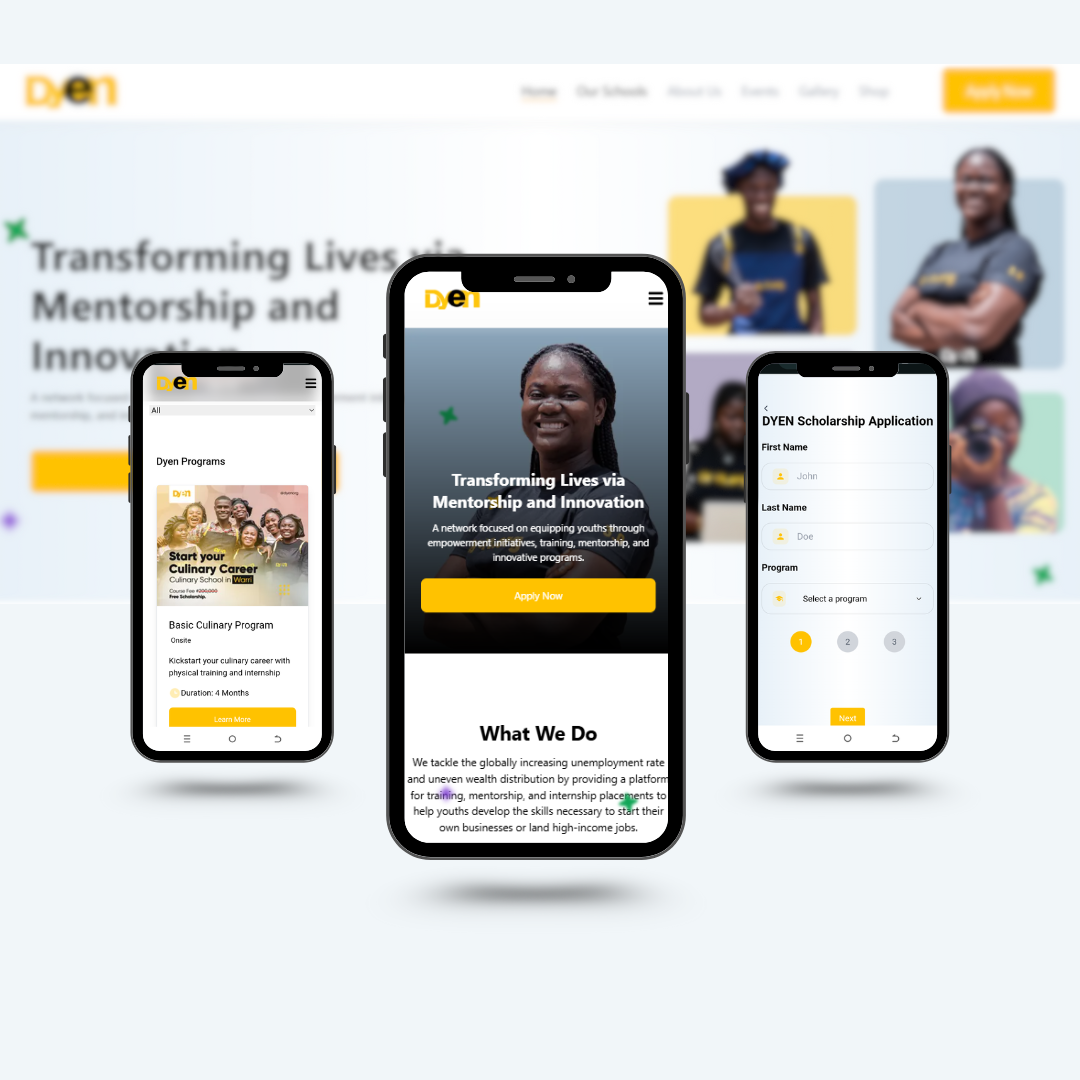 Dyen
Home Our Schools About Us Events Gallery Shop
Apply Now
Transforming Lives via
Mentorship and
Innovation
Dyen
All
Dyen Programs
Dyen
Start your
Culinary Career
Culinary School in Warri
Course Fee ₦200,000
Free Scholarship.
Basic Culinary Program
Onsite
Kickstart your culinary career with
physical training and internship
Duration: 4 Months
Learn More
Dyen
Transforming Lives via
Mentorship and Innovation
A network focused on equipping youths through
empowerment initiatives, training, mentorship, and
innovative programs.
Apply Now
What We Do
We tackle the globally increasing unemployment rate
and uneven wealth distribution by providing a platform
for training, mentorship, and internship placements to
help youths develop the skills necessary to start their
own businesses or land high-income jobs.
DYEN Scholarship Application
First Name
John
Last Name
Doe
Program
Select a program
1 2 3
Next